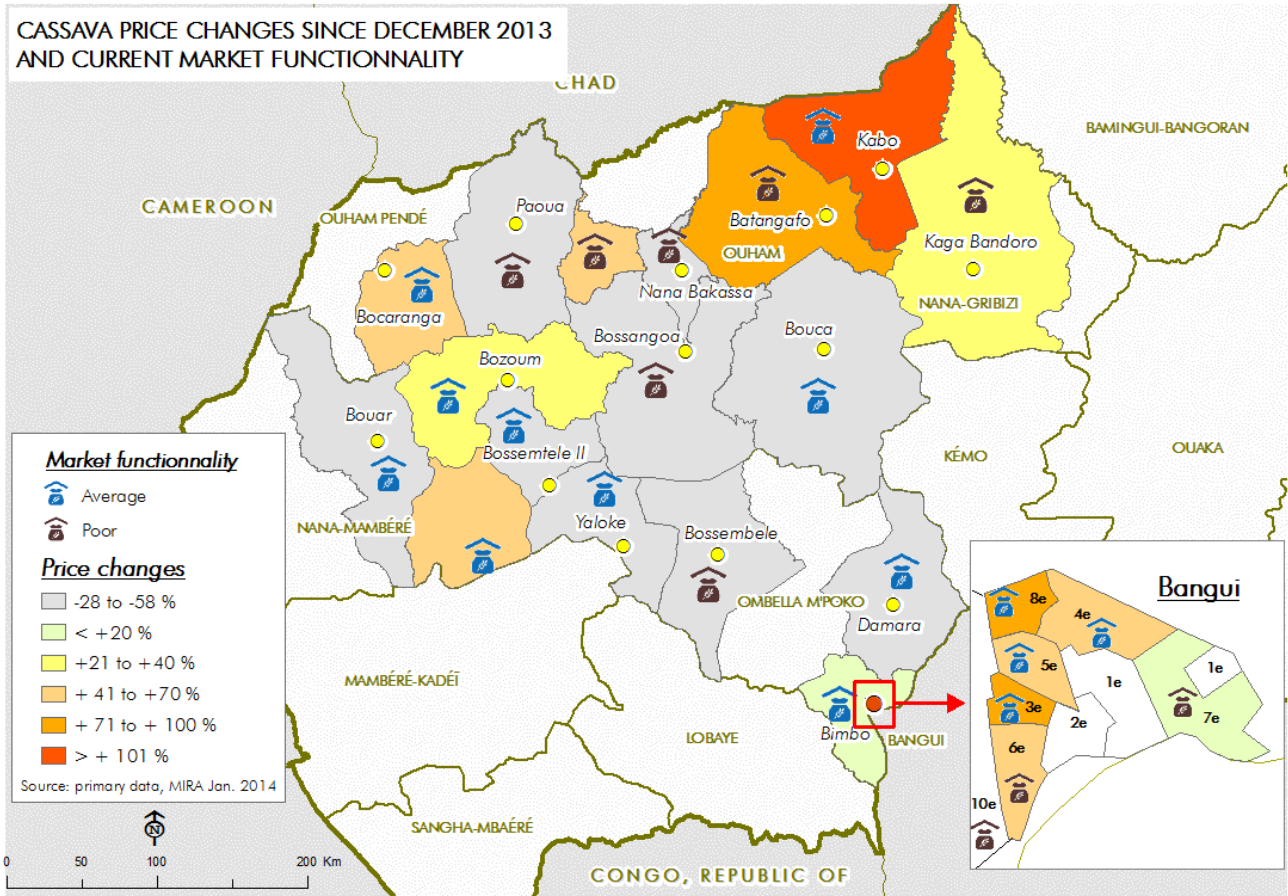 CASSAVA PRICE CHANGES SINCE DECEMBER 2013
AND CURRENT MARKET FUNCTIONNALITY
CHAD
CAMEROON
BAMINGUI-BANGORAN
OUHAM PENDÉ
Paoua
Kabo
Batangafo
OUHAM
Kaga Bandoro
NANA-GRIBIZI
Nana Bakassa
Bocaranga
Bossangoa
Bouca
Bozoum
Bouar
Bossemtele II
KÉMO
OUAKA
NANA-MAMBÉRÉ
Yaloke
Bossembele
OMBELLA M'POKO
Damara
MAMBÉRÉ-KADÉÏ
LOBAYE
Bimbo
BANGUI
SANGHA-MBAÉRÉ
CONGO, REPUBLIC OF
Market functionnality
Average
Poor
Price changes
-28 to -58 %
< +20 %
+21 to +40 %
+ 41 to +70 %
+ 71 to + 100 %
> + 101 %
Source: primary data, MIRA Jan. 2014
N
0 50 100 200 Km
Bangui
8e
4e
5e
1e
1e
3e
2e
7e
6e
10e